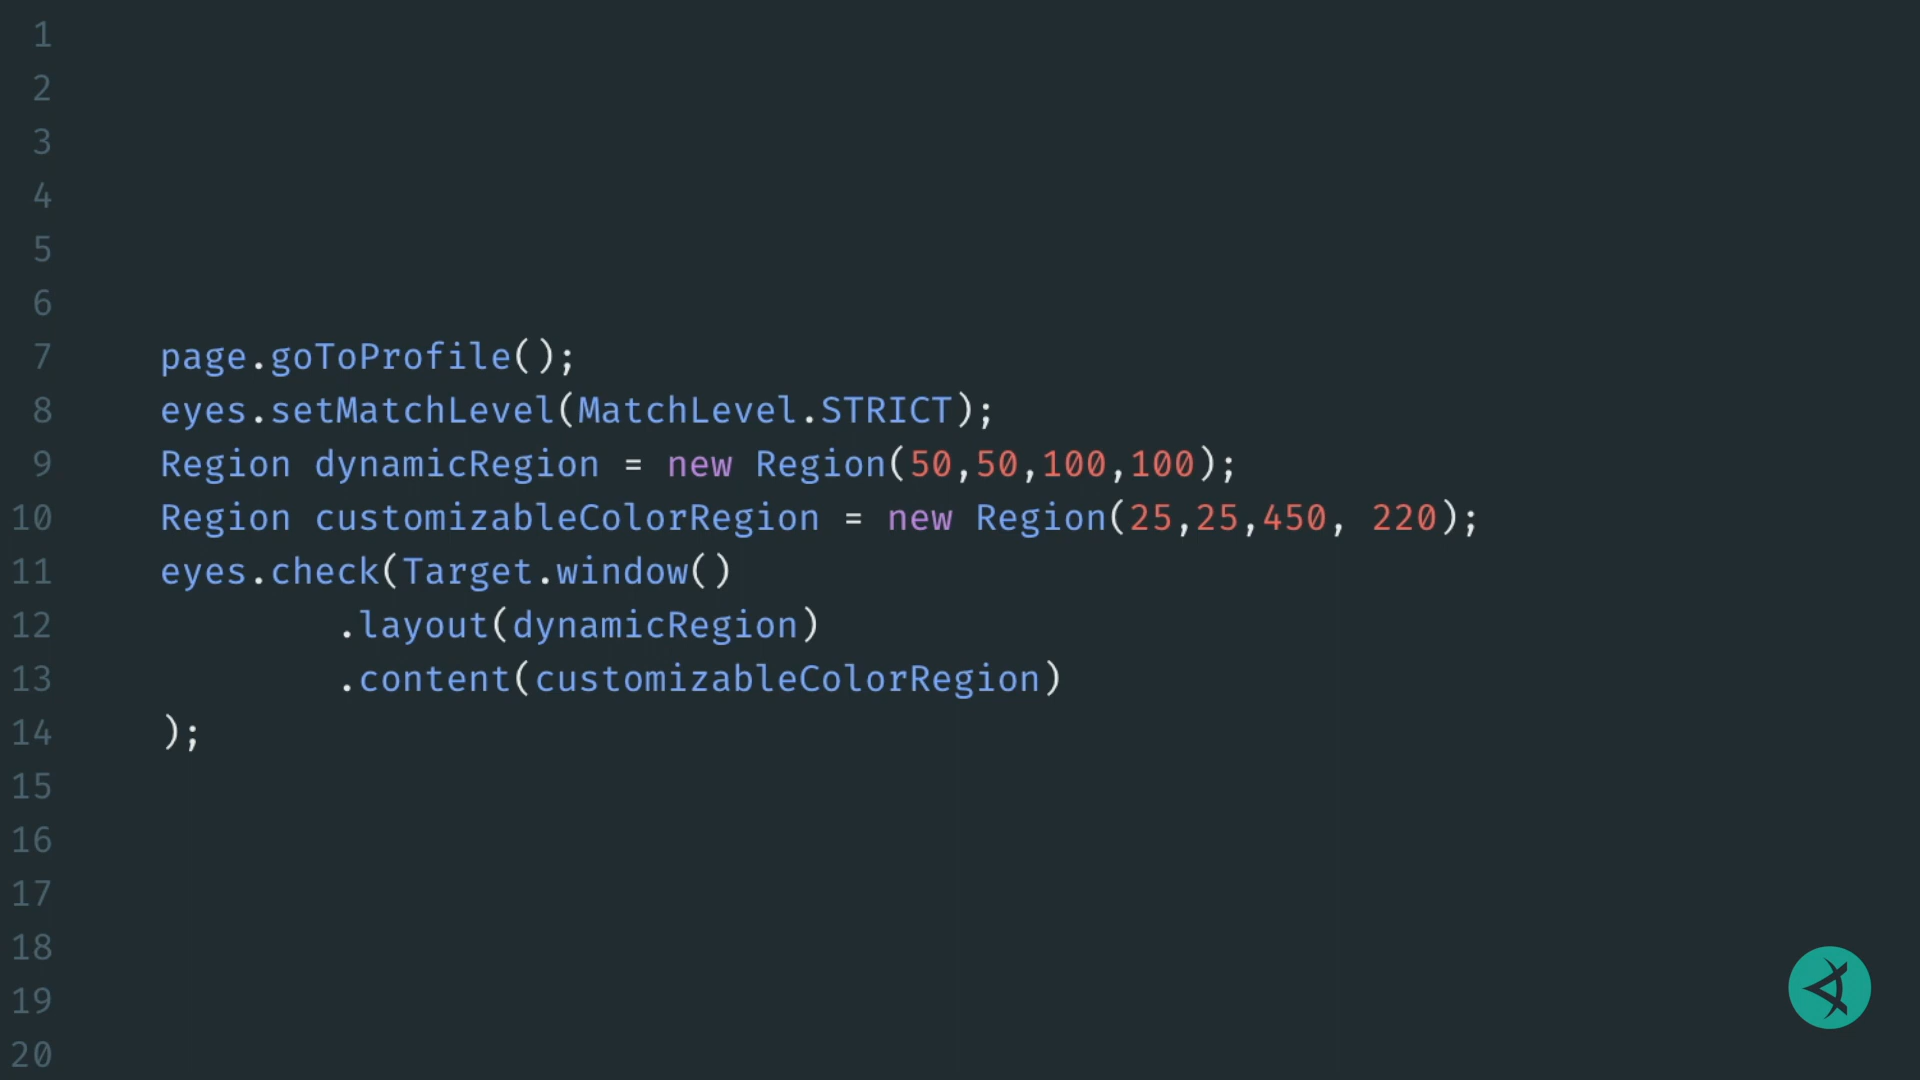 1
2
3
4
5
6
7 page.goToProfile();
8 eyes.setMatchLevel(MatchLevel.STRICT);
9 Region dynamicRegion = new Region(50,50,100,100);
10 Region customizableColorRegion = new Region(25,25,450, 220);
11 eyes.check(Target.window()
12 .layout(dynamicRegion)
13 .content(customizableColorRegion)
14 );
15
16
17
18
19
20